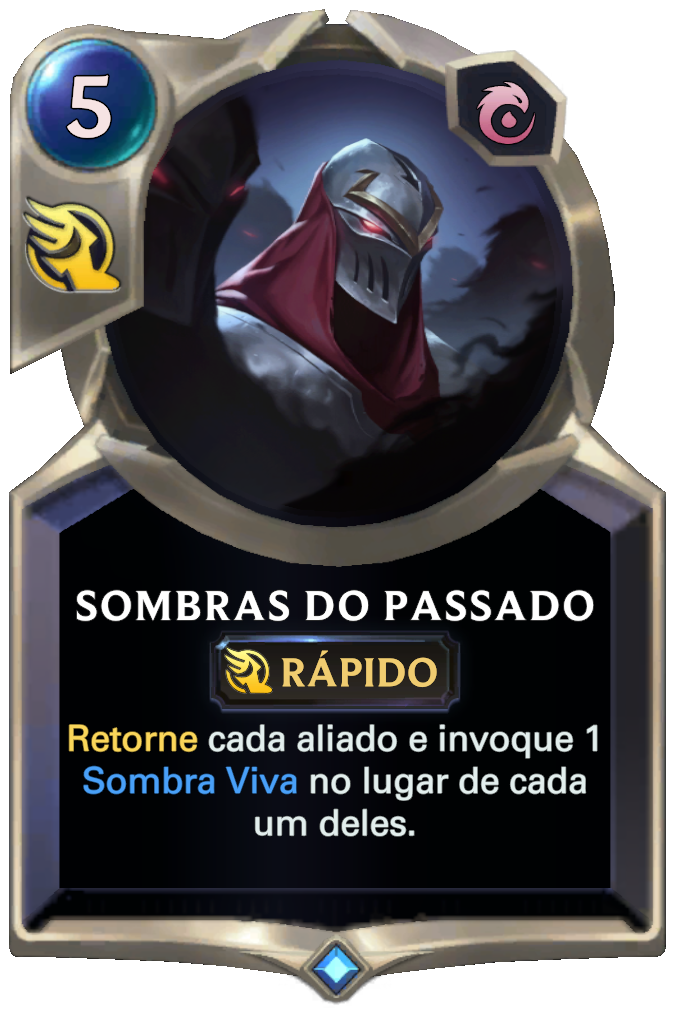 5
SOMBRAS DO PASSADO
RÁPIDO
Retorne cada aliado e invoque 1
Sombra Viva no lugar de cada
um deles.